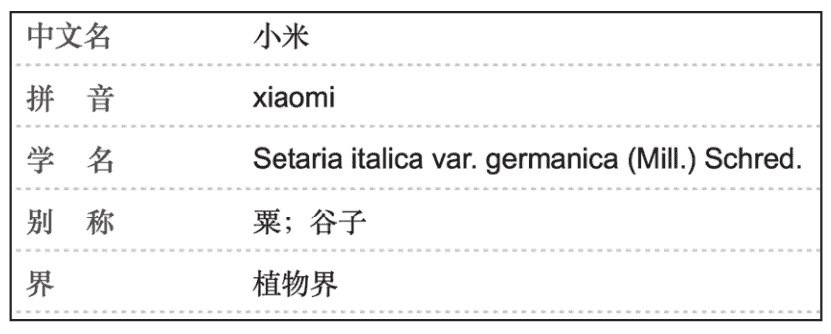 中文名 小米
拼 音 xiaomi
学 名 Setaria italica var. germanica (Mill.) Schred.
别 称 粟；谷子
界 植物界